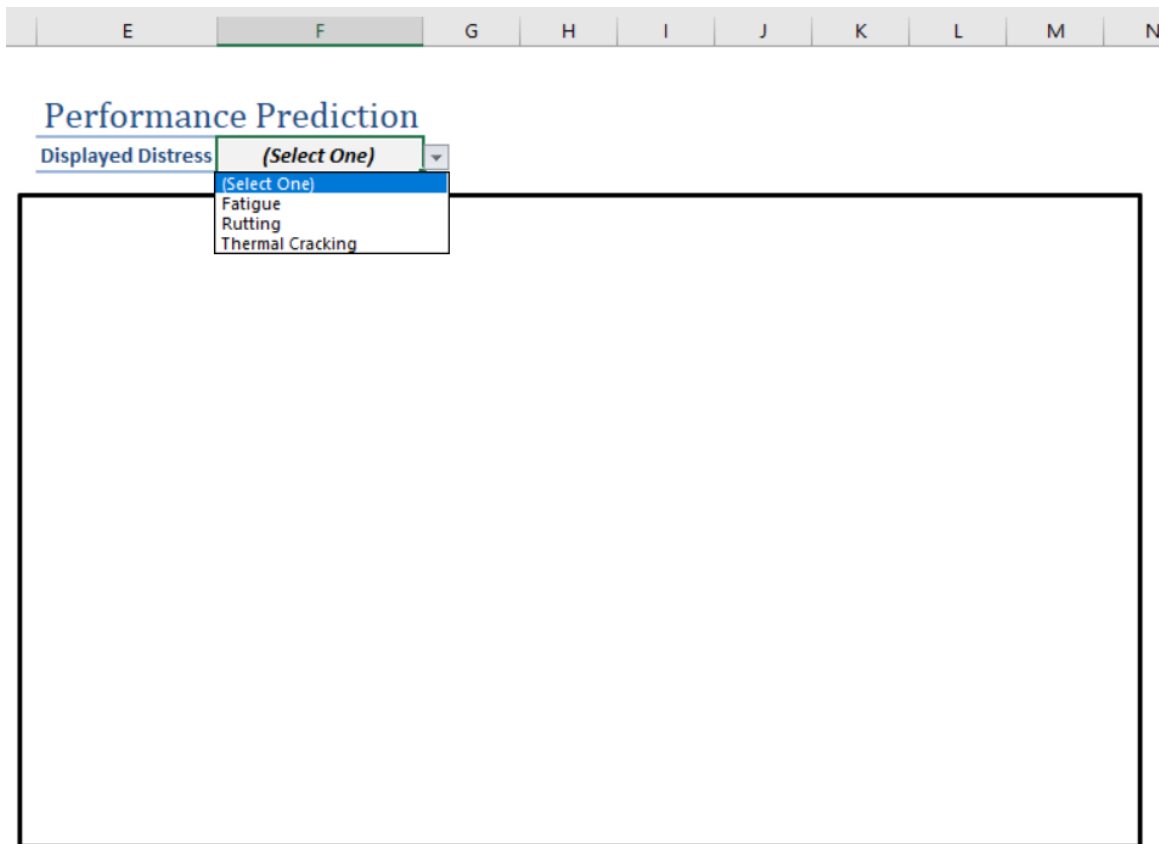 E F G H I J K L M N
Performance Prediction
Displayed Distress (Select One)
(Select One)
Fatigue
Rutting
Thermal Cracking